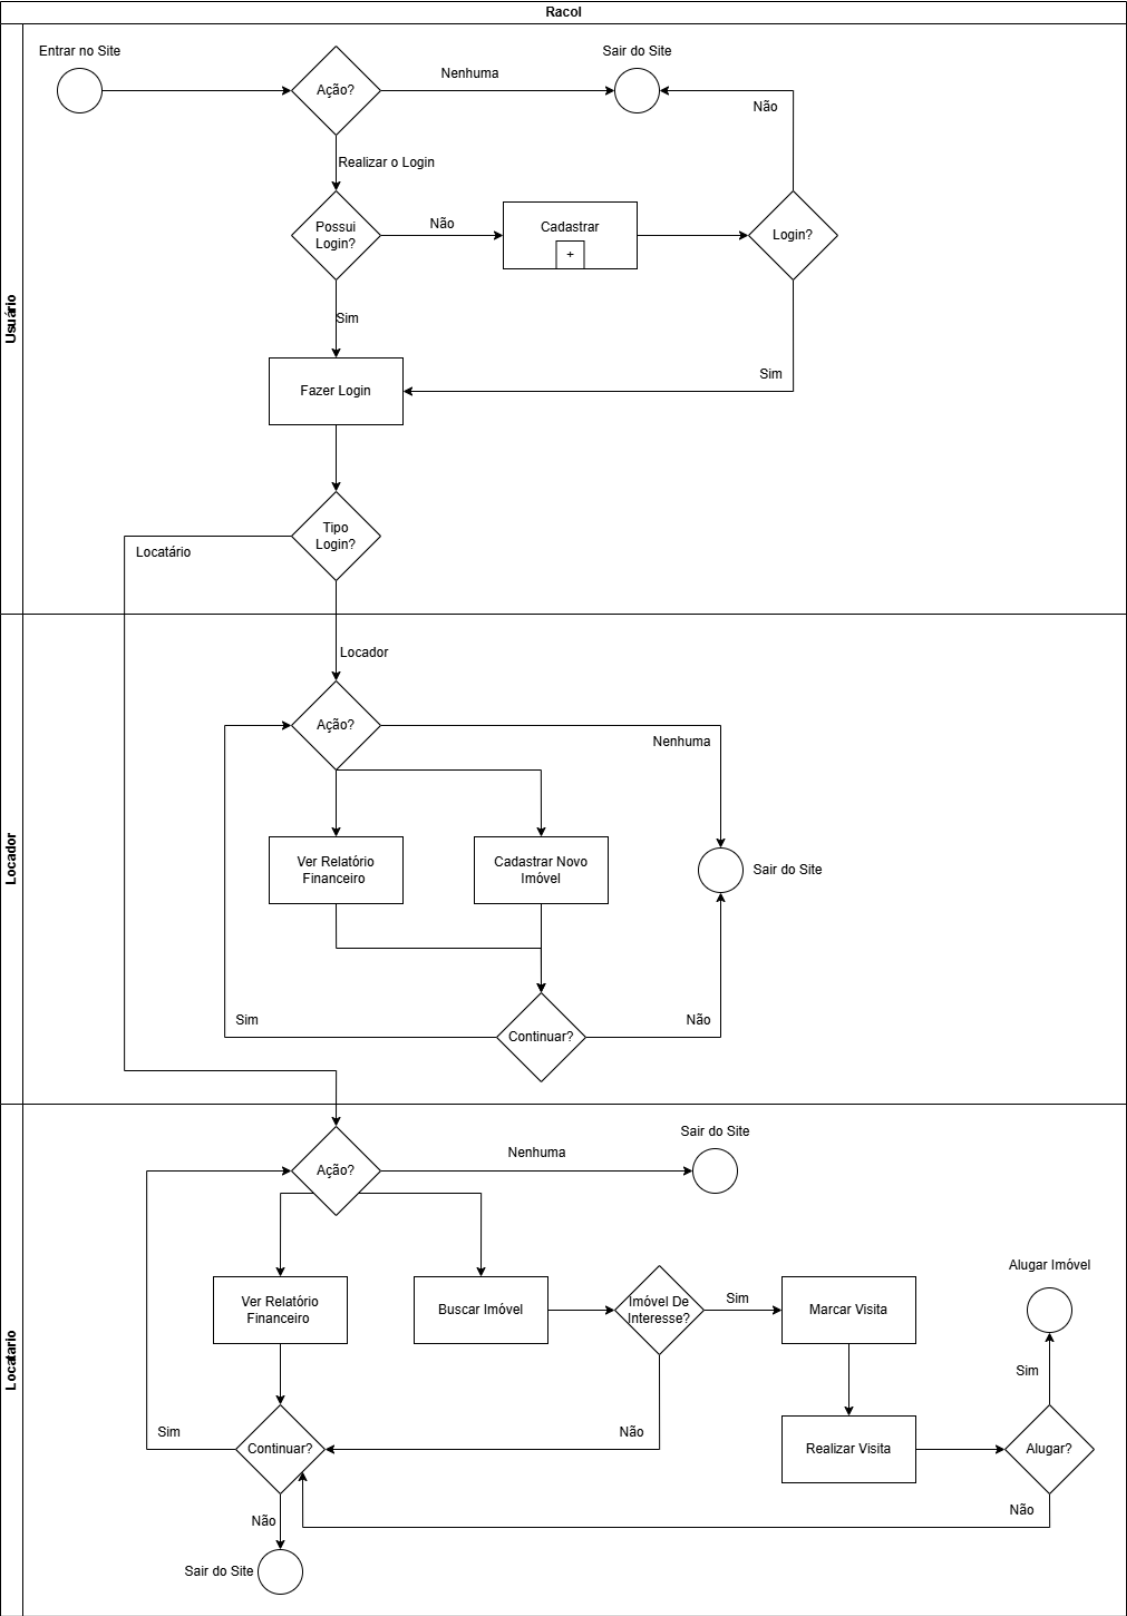 Racol
Usuário
Entrar no Site
Ação?
Nenhuma
Sair do Site
Não
Realizar o Login
Possui
Login?
Não
Cadastrar
+
Login?
Sim
Fazer Login
Sim
Tipo
Login?
Locatário
Locador
Locador
Ação?
Nenhuma
Ver Relatório
Financeiro
Cadastrar Novo
Imóvel
Sair do Site
Sim
Continuar?
Não
Locatario
Ação?
Nenhuma
Sair do Site
Ver Relatório
Financeiro
Buscar Imóvel
Imóvel De
Interesse?
Sim
Marcar Visita
Alugar Imóvel
Sim
Sim
Continuar?
Não
Realizar Visita
Alugar?
Não
Não
Sair do Site